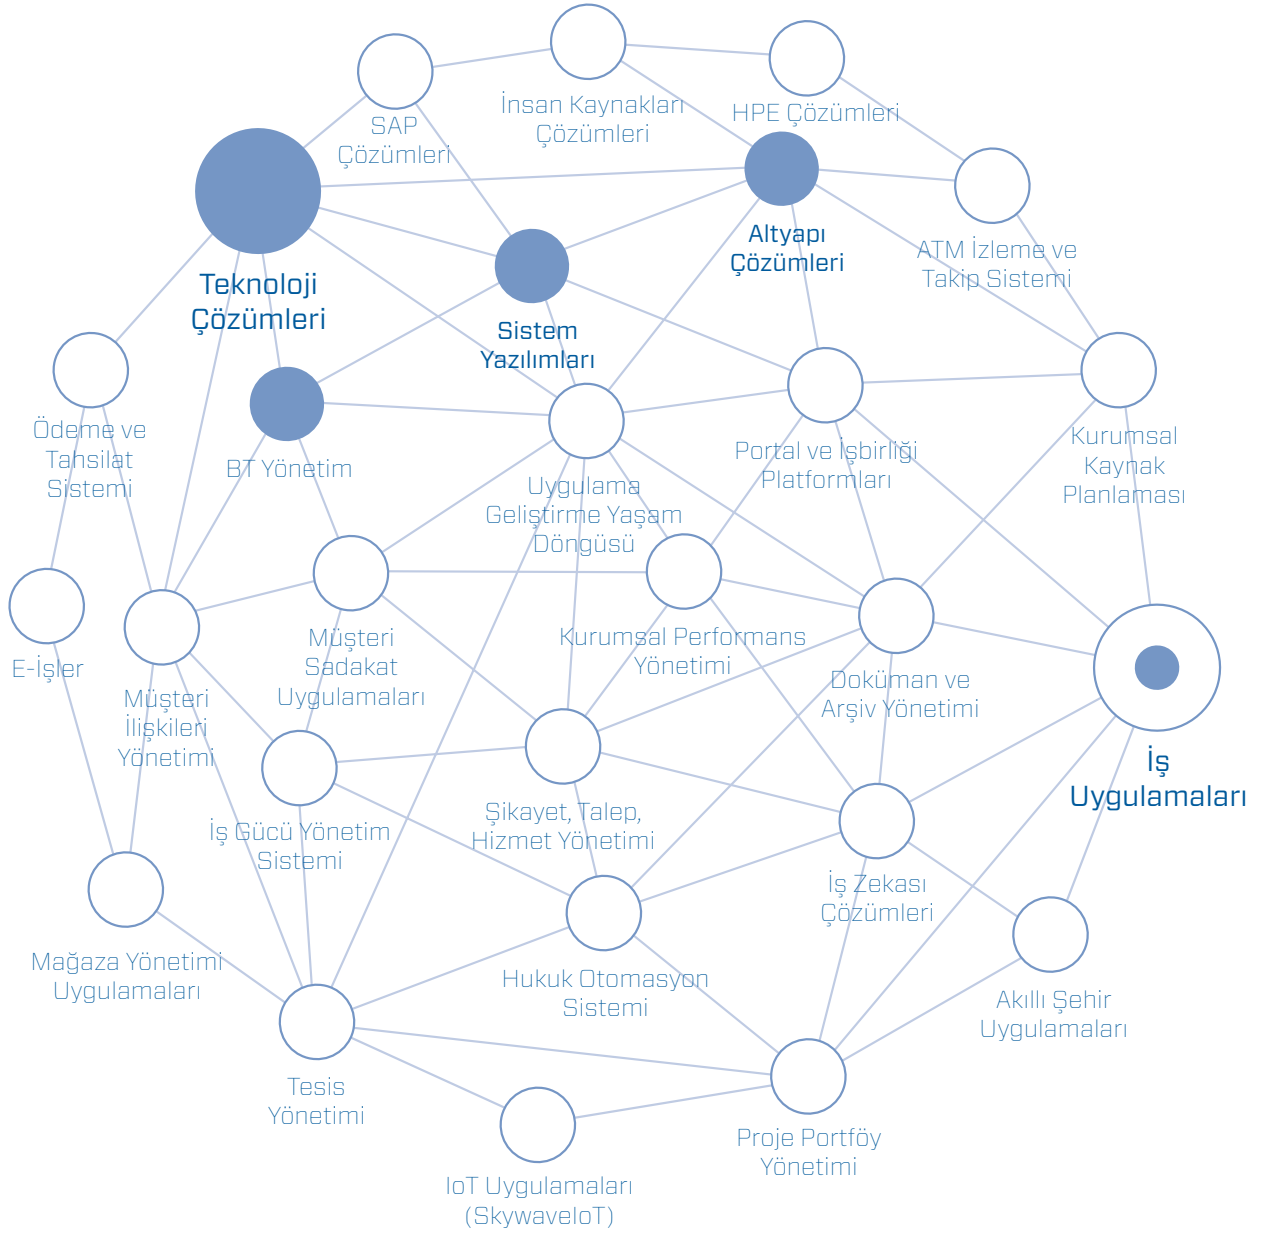 SAP
Çözümleri
İnsan Kaynakları
Çözümleri
HPE Çözümleri
Teknoloji
Çözümleri
Sistem
Yazılımları
Altyapı
Çözümleri
ATM İzleme ve
Takip Sistemi
Ödeme ve
Tahsilat
Sistemi
BT Yönetim
Uygulama
Geliştirme Yaşam
Döngüsü
Portal ve İşbirliği
Platformları
Kurumsal
Kaynak
Planlaması
E-İşler
Müşteri
İlişkileri
Yönetimi
Müşteri
Sadakat
Uygulamaları
Kurumsal Performans
Yönetimi
Doküman ve
Arşiv Yönetimi
İş
Uygulamaları
İş Gücü Yönetim
Sistemi
Şikayet, Talep,
Hizmet Yönetimi
İş Zekası
Çözümleri
Mağaza Yönetimi
Uygulamaları
Hukuk Otomasyon
Sistemi
Akıllı Şehir
Uygulamaları
Tesis
Yönetimi
IoT Uygulamaları
(SkywaveIoT)
Proje Portföy
Yönetimi